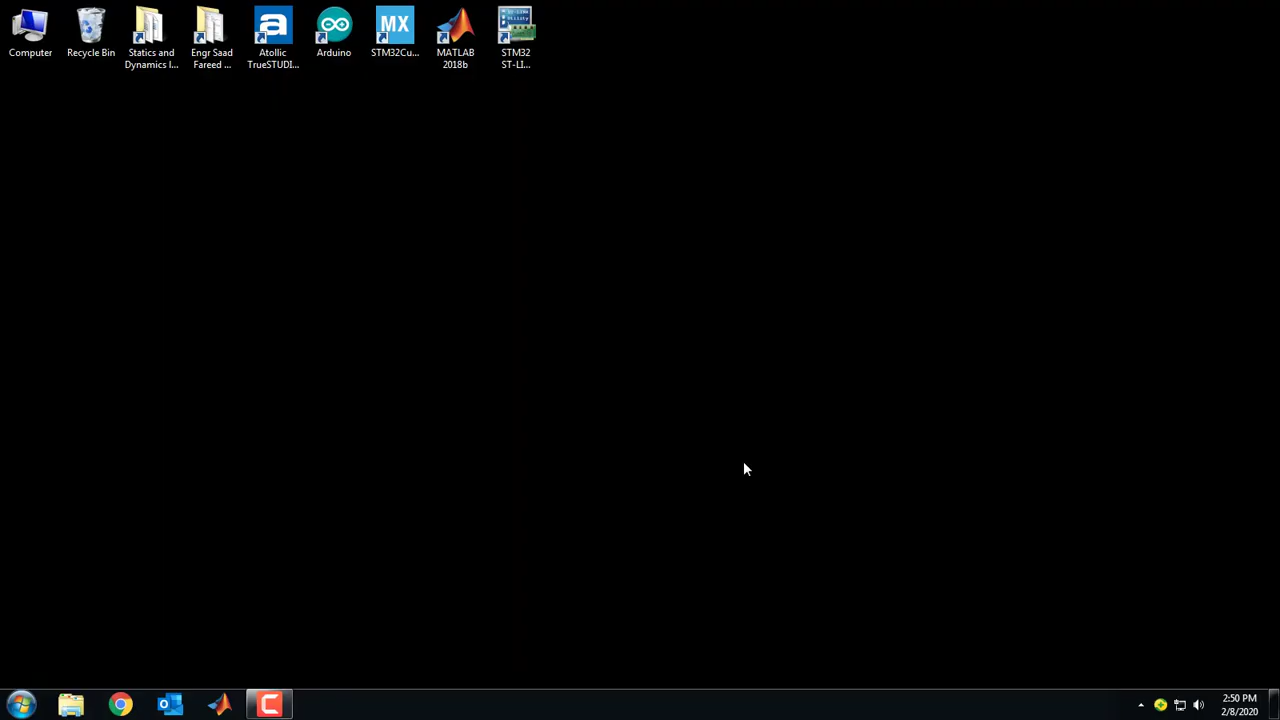 Computer
Recycle Bin
Statics and
Dynamics I...
Engr Saad
Fareed ...
a
Atollic
TrueSTUDI...
Arduino
MX
STM32Cu...
MATLAB
2018b
STM32
ST-LI...
2:50 PM
2/8/2020